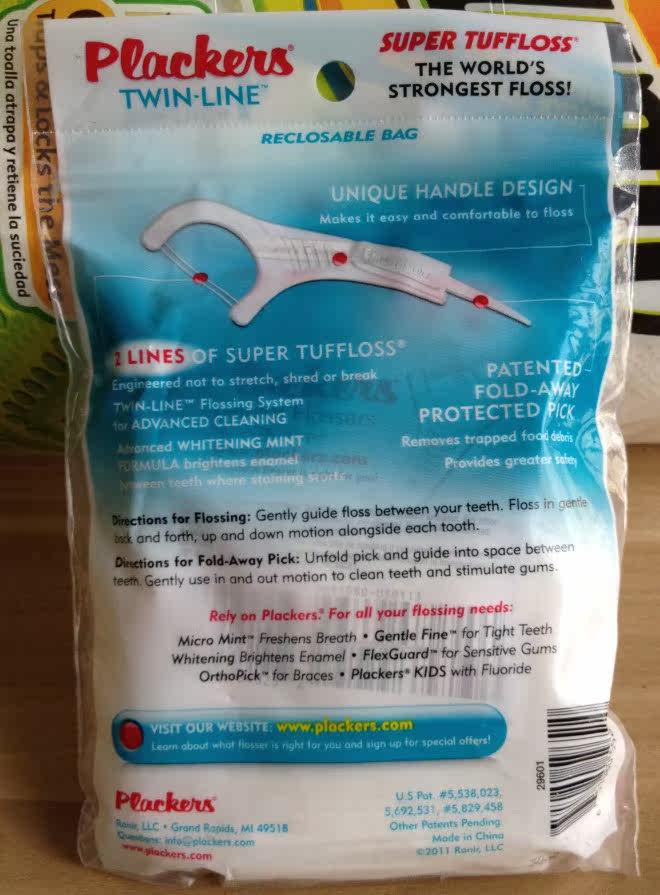 Una toalla atrapa y retiene la suciedad
& Locks the Mess
Plackers®
TWIN-LINE™
SUPER TUFFLOSS®
THE WORLD'S
STRONGEST FLOSS!
RECLOSABLE BAG
UNIQUE HANDLE DESIGN
Makes it easy and comfortable to floss
2 LINES OF SUPER TUFFLOSS®
Engineered not to stretch, shred or break
TWIN-LINE™ Flossing System
for ADVANCED CLEANING
Advanced WHITENING MINT
FORMULA brightens enamel
between teeth where staining starts
PATENTED
FOLD-AWAY
PROTECTED PICK
Removes trapped food debris
Provides greater safety
Directions for Flossing: Gently guide floss between your teeth. Floss in gentle
back and forth, up and down motion alongside each tooth.
Directions for Fold-Away Pick: Unfold pick and guide into space between
teeth. Gently use in and out motion to clean teeth and stimulate gums.
Rely on Plackers.® For all your flossing needs:
Micro Mint™ Freshens Breath • Gentle Fine™ for Tight Teeth
Whitening Brightens Enamel • FlexGuard™ for Sensitive Gums
OrthoPick™ for Braces • Plackers® KIDS with Fluoride
VISIT OUR WEBSITE: www.plackers.com
Learn about what flosser is right for you and sign up for special offers!
29601
Plackers®
Ranir, LLC • Grand Rapids, MI 49518
Questions: info@plackers.com
www.plackers.com
U.S Pat. #5,538,023,
5,692,531, #5,829,458
Other Patents Pending.
Made in China
©2011 Ranir, LLC